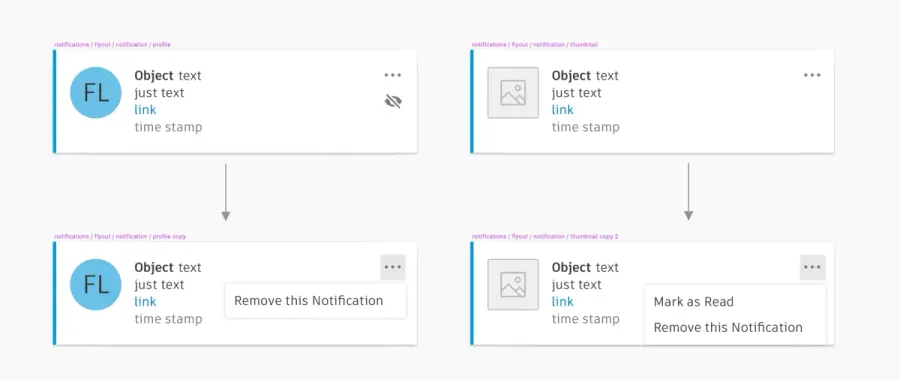 notifications / flyout / notification / profile
FL
Object text
just text
link
time stamp
notifications / flyout / notification / thumbnail
Object text
just text
link
time stamp
notifications / flyout / notification / profile copy
FL
Object text
just text
link
time stamp
Remove this Notification
notifications / flyout / notification / thumbnail copy 2
Object text
just text
link
time stamp
Mark as Read
Remove this Notification